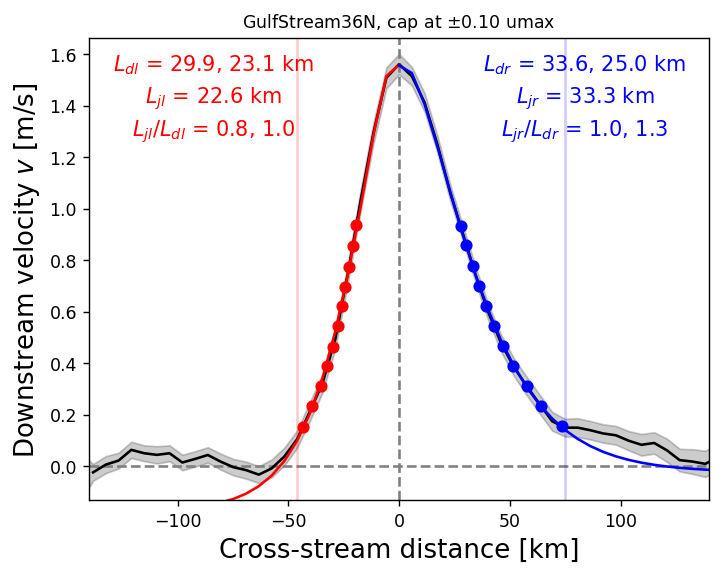 GulfStream36N, cap at ±0.10 umax
L_dl = 29.9, 23.1 km
L_jl = 22.6 km
L_jl/L_dl = 0.8, 1.0
L_dr = 33.6, 25.0 km
L_jr = 33.3 km
L_jr/L_dr = 1.0, 1.3
Downstream velocity v [m/s]
1.6
1.4
1.2
1.0
0.8
0.6
0.4
0.2
0.0
−100
−50
0
50
100
Cross-stream distance [km]